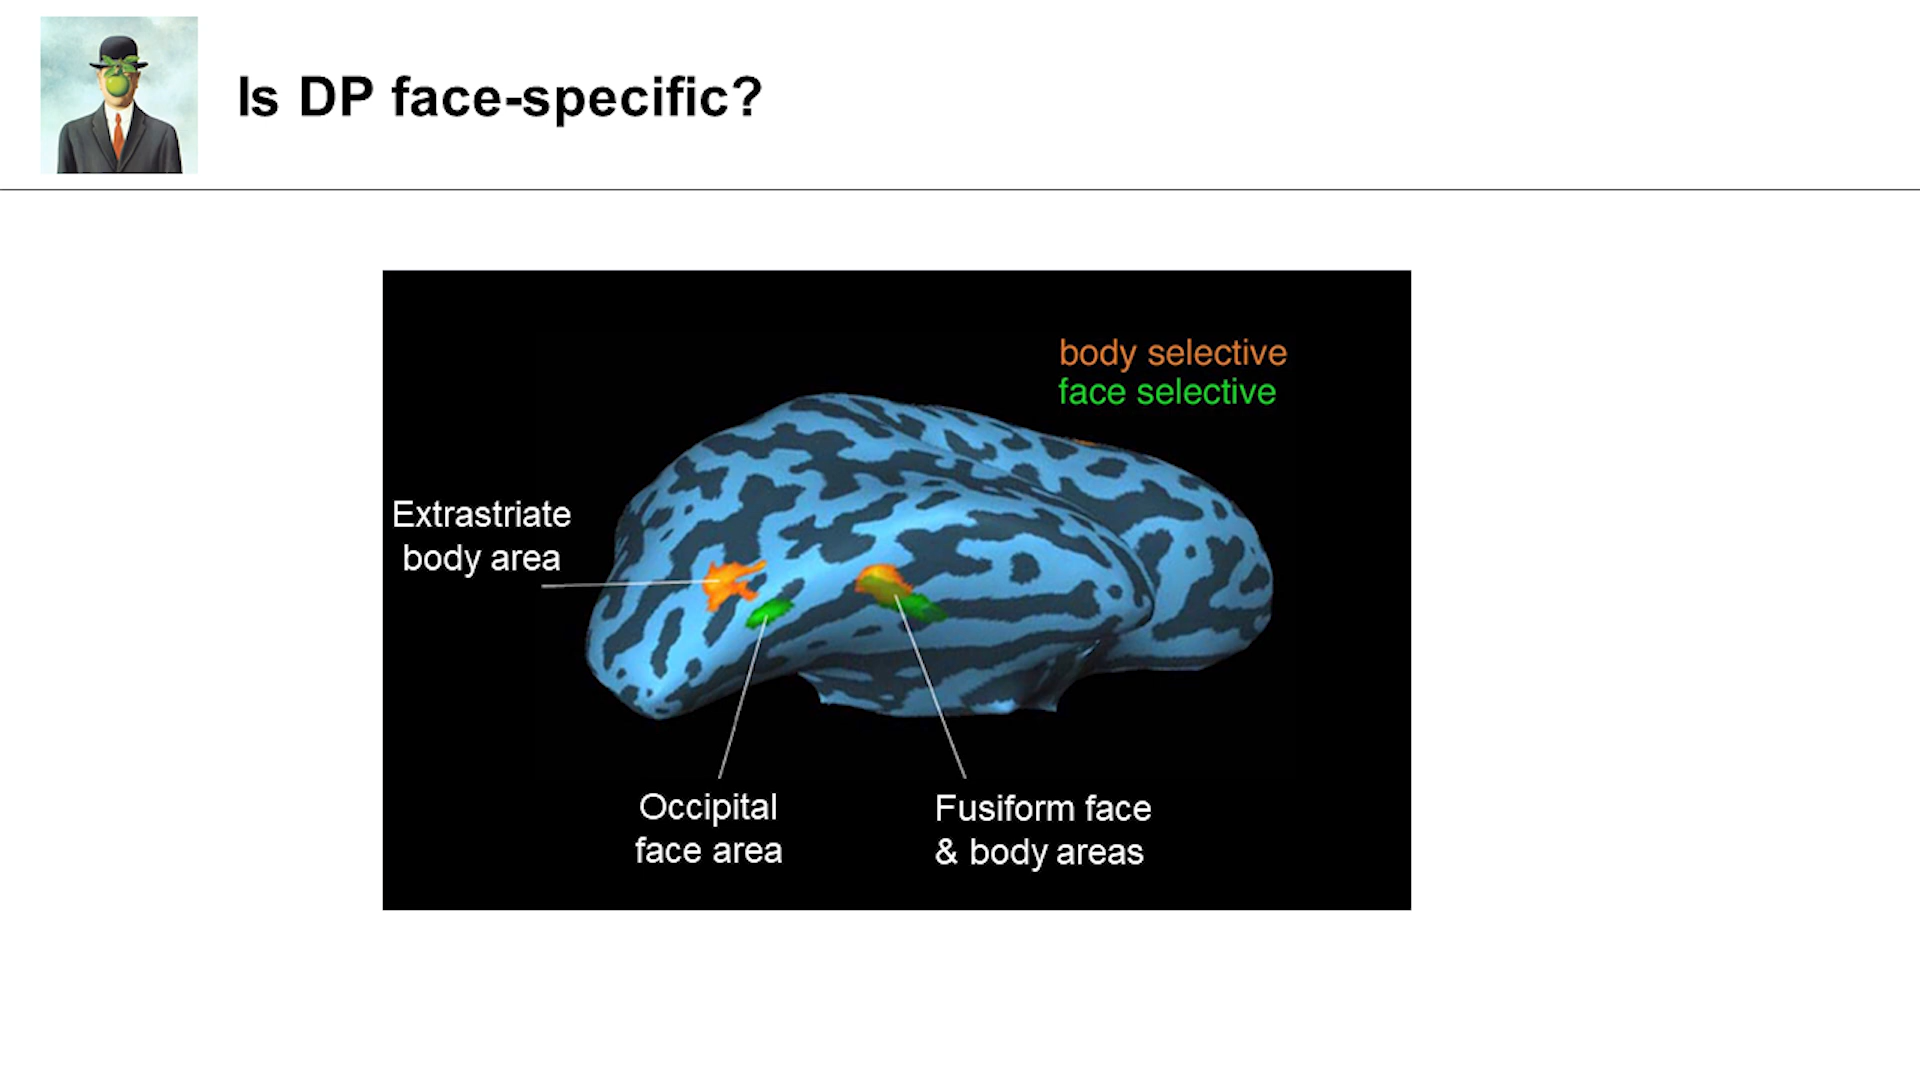 Is DP face-specific?
body selective
face selective
Extrastriate
body area
Occipital
face area
Fusiform face
& body areas